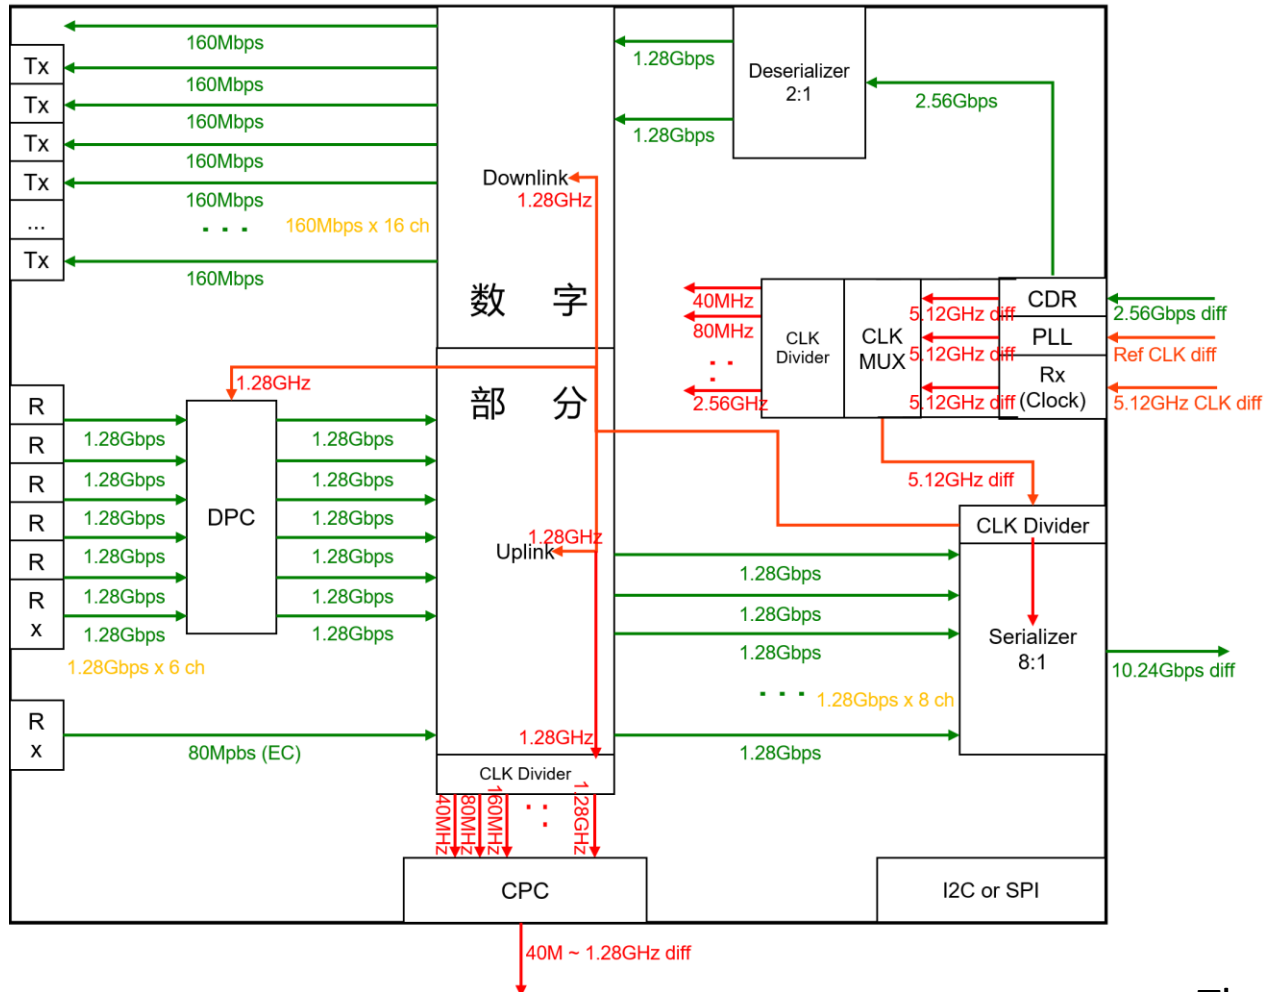 160Mbps
Tx
160Mbps
Tx
160Mbps
Tx
160Mbps
Tx
160Mbps
...
160Mbps x 16 ch
Tx
160Mbps
Downlink
1.28GHz
数 字
1.28Gbps
1.28Gbps
Deserializer
2:1
2.56Gbps
40MHz
80MHz
2.56GHz
CLK
Divider
CLK
MUX
5.12GHz diff
5.12GHz diff
5.12GHz diff
CDR
PLL
Rx
(Clock)
2.56Gbps diff
Ref CLK diff
5.12GHz CLK diff
1.28GHz
部 分
R
R
R
R
R
R
x
1.28Gbps
1.28Gbps
1.28Gbps
1.28Gbps
1.28Gbps
1.28Gbps
1.28Gbps x 6 ch
DPC
1.28Gbps
1.28Gbps
1.28Gbps
1.28Gbps
1.28Gbps
1.28Gbps
5.12GHz diff
CLK Divider
1.28GHz
Uplink
1.28Gbps
1.28Gbps
1.28Gbps
1.28Gbps x 8 ch
1.28Gbps
Serializer
8:1
10.24Gbps diff
R
x
80Mpbs (EC)
1.28GHz
CLK Divider
40MHz
80MHz
160MHz
1.28GHz
CPC
I2C or SPI
40M ~ 1.28GHz diff